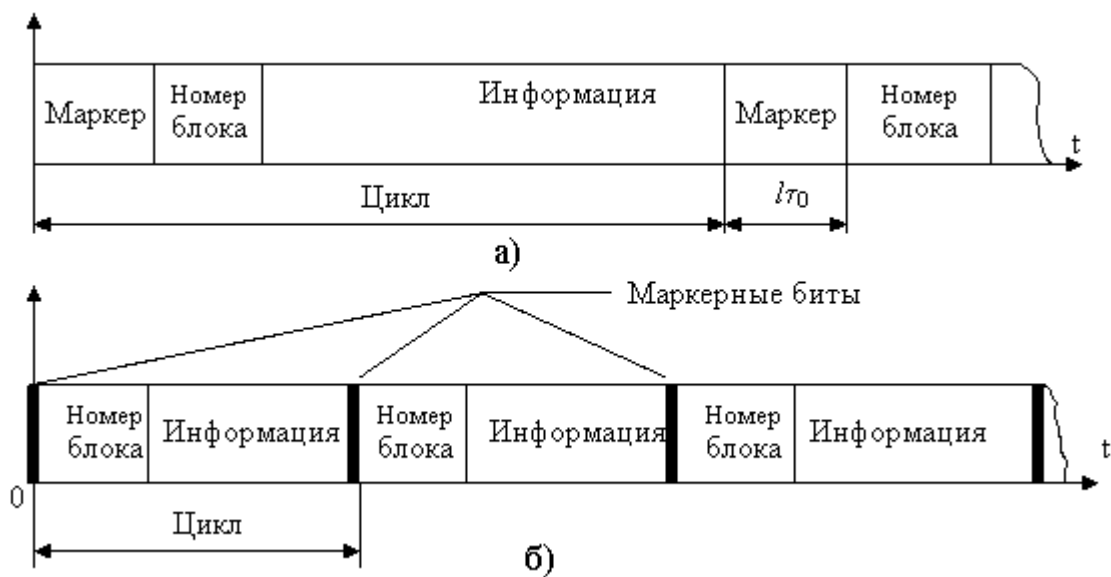 Маркер
Номер
блока
Информация
Маркер
Номер
блока
t
Цикл
lτ0
а)
Маркерные биты
Номер
блока
Информация
Номер
блока
Информация
Номер
блока
Информация
t
0
Цикл
б)